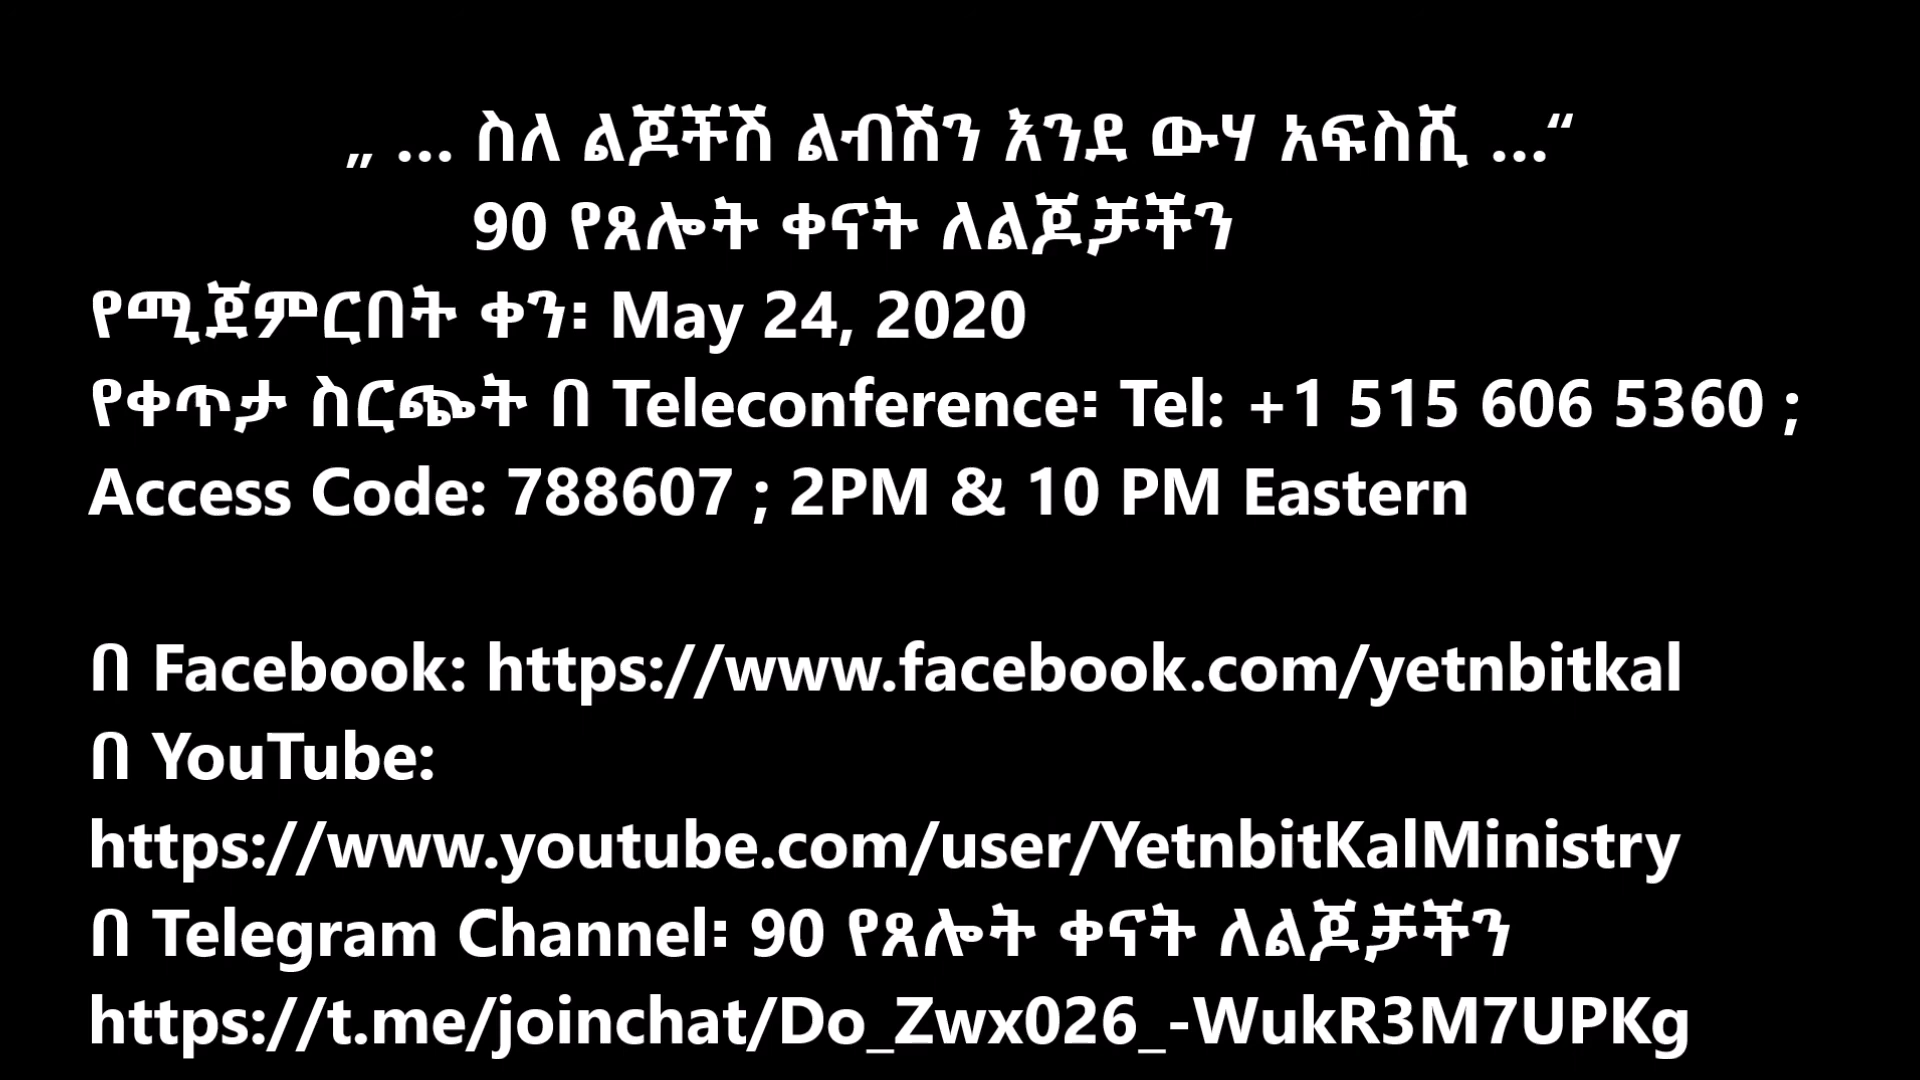 „ … ስለ ልጆችሽ ልብሽን እንደ ውሃ አፍስሺ …“
90 የጸሎት ቀናት ለልጆቻችን
የሚጀምርበት ቀን፡ May 24, 2020
የቀጥታ ስርጭት በ Teleconference፡ Tel: +1 515 606 5360 ;
Access Code: 788607 ; 2PM & 10 PM Eastern
በ Facebook: https://www.facebook.com/yetnbitkal
በ YouTube:
https://www.youtube.com/user/YetnbitKalMinistry
በ Telegram Channel፡ 90 የጸሎት ቀናት ለልጆቻችን
https://t.me/joinchat/Do_Zwx026_-WukR3M7UPKg